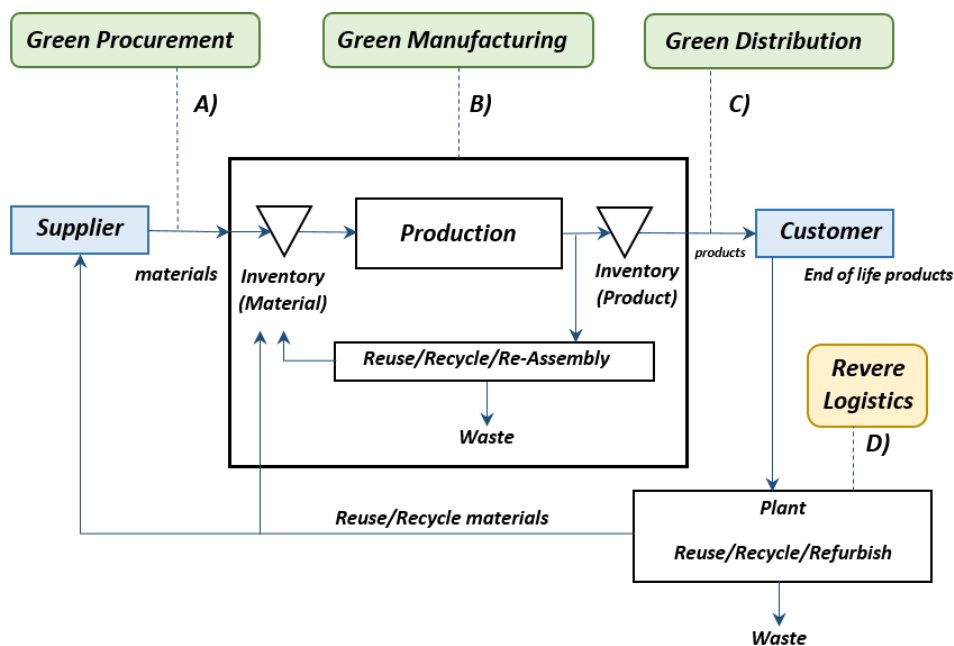 Green Procurement
Green Manufacturing
Green Distribution
A)
B)
C)
Supplier
Production
Customer
materials
Inventory
(Material)
Inventory
(Product)
products
End of life products
Reuse/Recycle/Re-Assembly
Waste
Revere
Logistics
D)
Reuse/Recycle materials
Plant
Reuse/Recycle/Refurbish
Waste